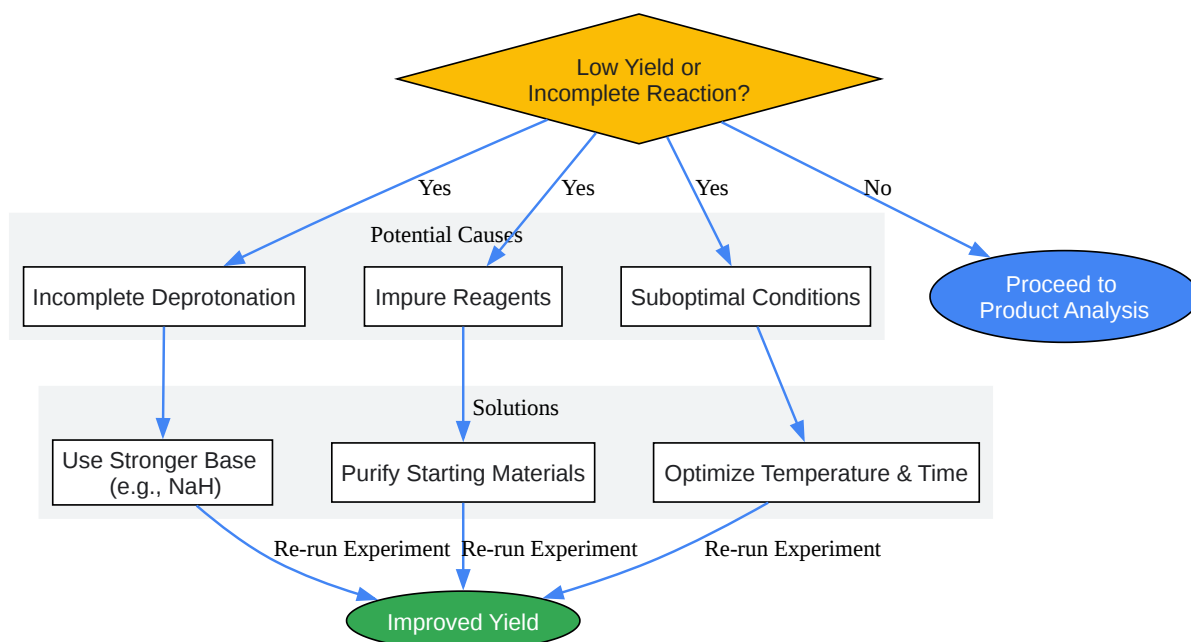 Low Yield or
Incomplete Reaction?
Yes
Yes
Yes
No
Potential Causes
Incomplete Deprotonation
Impure Reagents
Suboptimal Conditions
Proceed to
Product Analysis
Solutions
Use Stronger Base
(e.g., NaH)
Purify Starting Materials
Optimize Temperature & Time
Re-run Experiment
Re-run Experiment
Re-run Experiment
Improved Yield